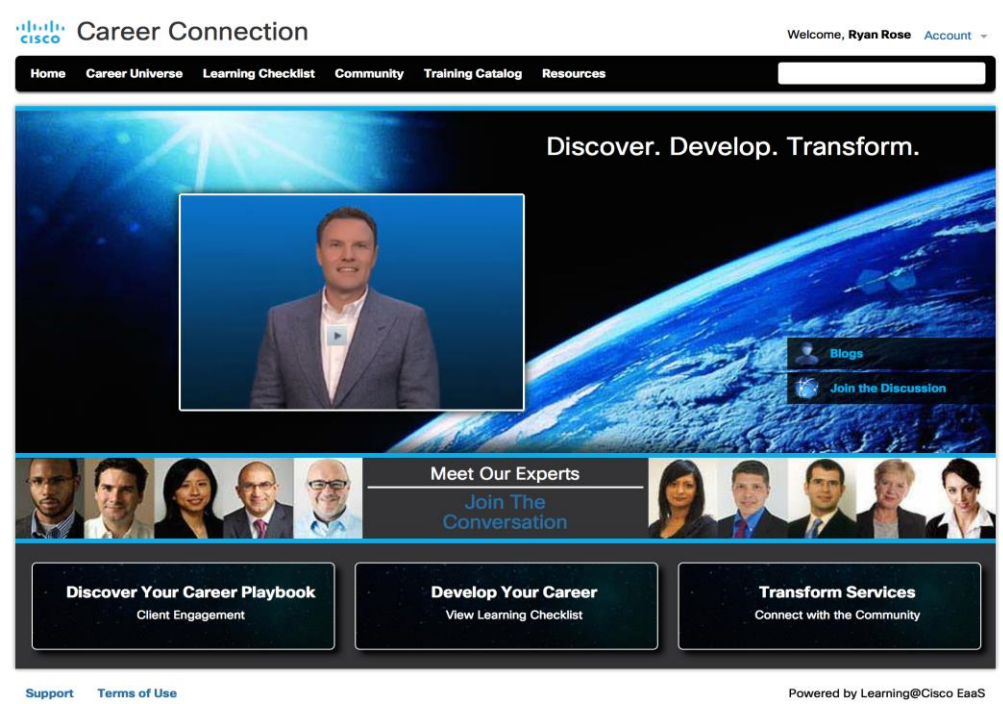 CISCO Career Connection
Welcome, Ryan Rose Account
Home Career Universe Learning Checklist Community Training Catalog Resources
Discover. Develop. Transform.
Blogs
Join the Discussion
Meet Our Experts
Join The
Conversation
Discover Your Career Playbook
Client Engagement
Develop Your Career
View Learning Checklist
Transform Services
Connect with the Community
Support Terms of Use
Powered by Learning@Cisco EaaS